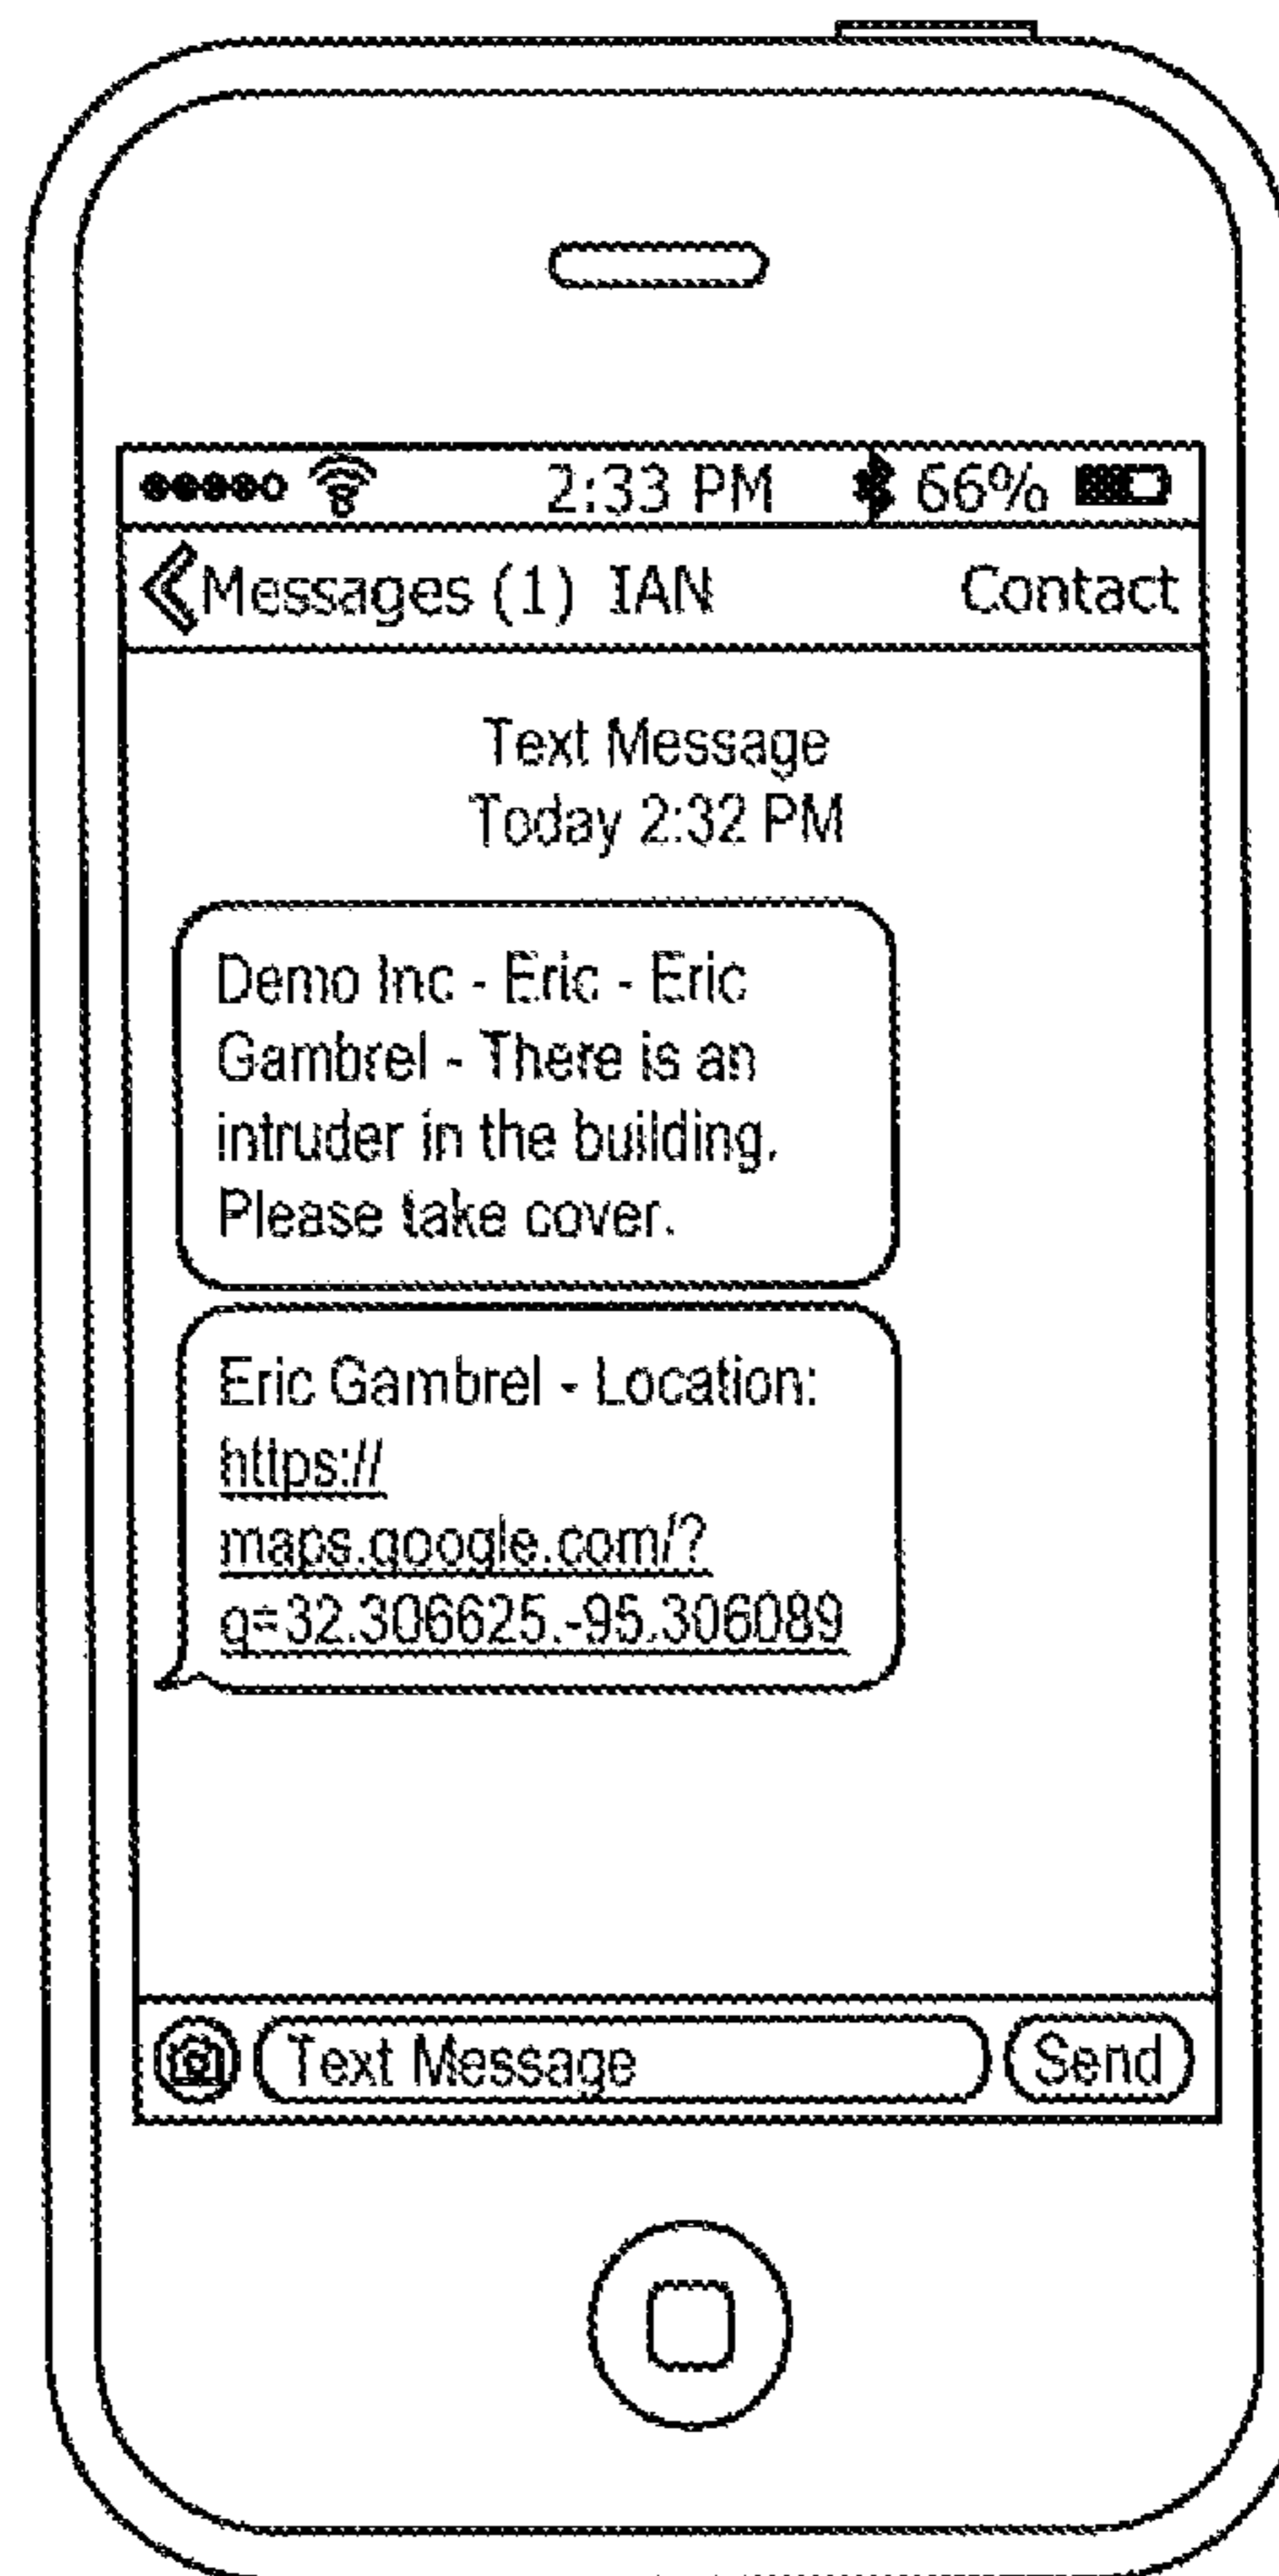 2:33 PM 66%
Messages (1) IAN Contact
Text Message
Today 2:32 PM
Demo Inc - Eric - Eric
Gambrel - There is an
intruder in the building.
Please take cover.
Eric Gambrel - Location:
https://
maps.google.com/?
q=32.306625,-95.306089
Text Message Send